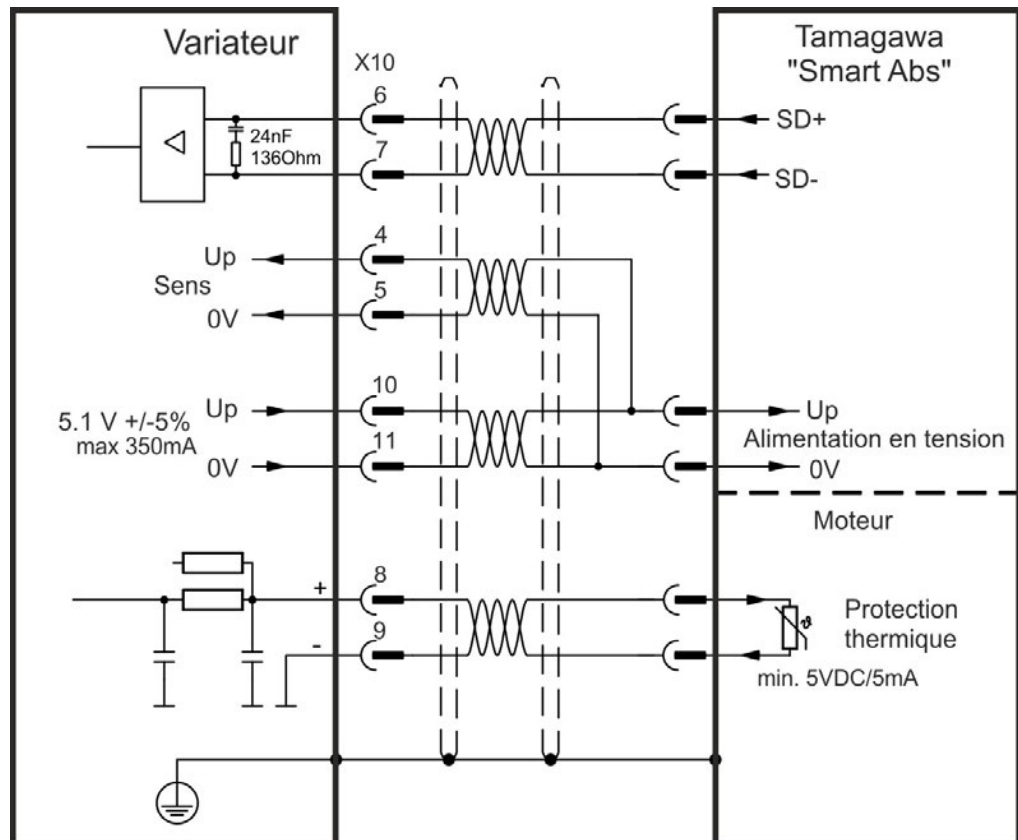 Variateur
X10
Tamagawa
"Smart Abs"
6
SD+
24nF
136Ohm
7
SD-
4
Up
Sens
5
0V
10
5.1 V +/-5%
max 350mA
Up
Up
11
Alimentation en tension
0V
0V
Moteur
8
+
9
-
Protection
thermique
min. 5VDC/5mA
ϑ